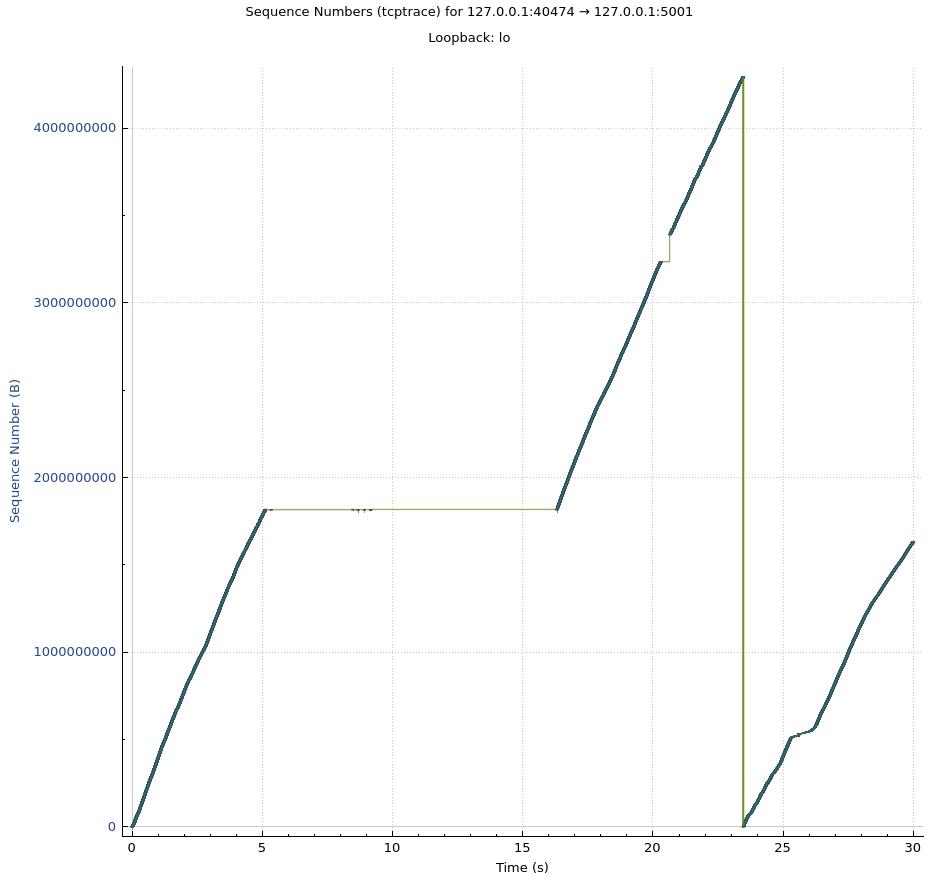 Sequence Numbers (tcptrace) for 127.0.0.1:40474 → 127.0.0.1:5001
Loopback: lo
Sequence Number (B)
4000000000
3000000000
2000000000
1000000000
0
0 5 10 15 20 25 30
Time (s)